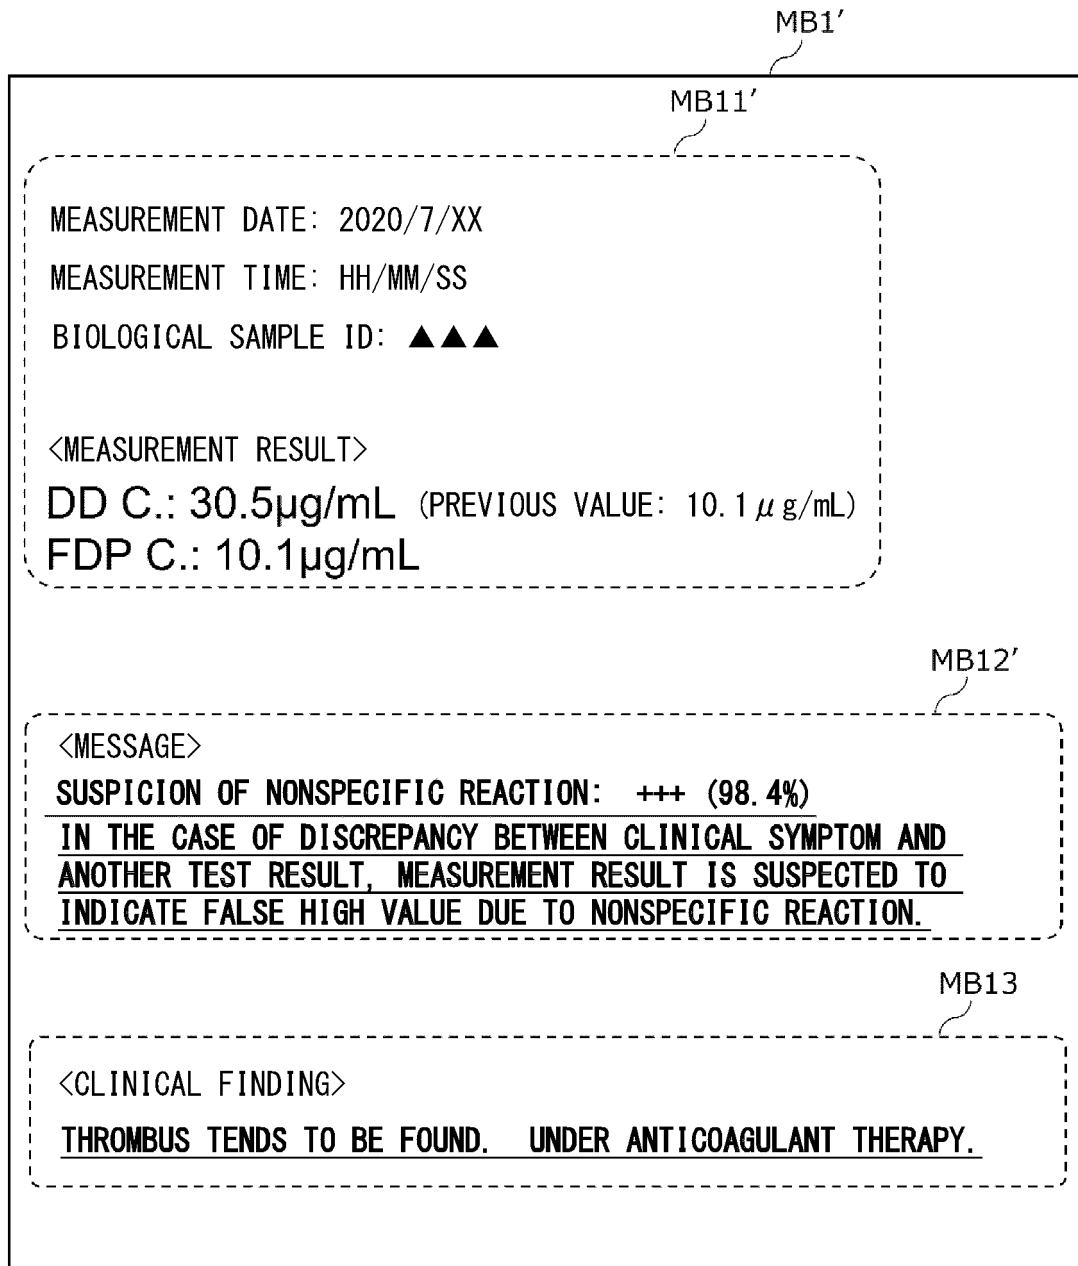 MB1′
MB11′
MEASUREMENT DATE: 2020/7/XX
MEASUREMENT TIME: HH/MM/SS
BIOLOGICAL SAMPLE ID: ▲▲▲
<MEASUREMENT RESULT>
DD C.: 30.5µg/mL (PREVIOUS VALUE: 10.1μg/mL)
FDP C.: 10.1µg/mL
MB12′
<MESSAGE>
SUSPICION OF NONSPECIFIC REACTION: +++ (98.4%)
IN THE CASE OF DISCREPANCY BETWEEN CLINICAL SYMPTOM AND
ANOTHER TEST RESULT, MEASUREMENT RESULT IS SUSPECTED TO
INDICATE FALSE HIGH VALUE DUE TO NONSPECIFIC REACTION.
MB13
<CLINICAL FINDING>
THROMBUS TENDS TO BE FOUND. UNDER ANTICOAGULANT THERAPY.